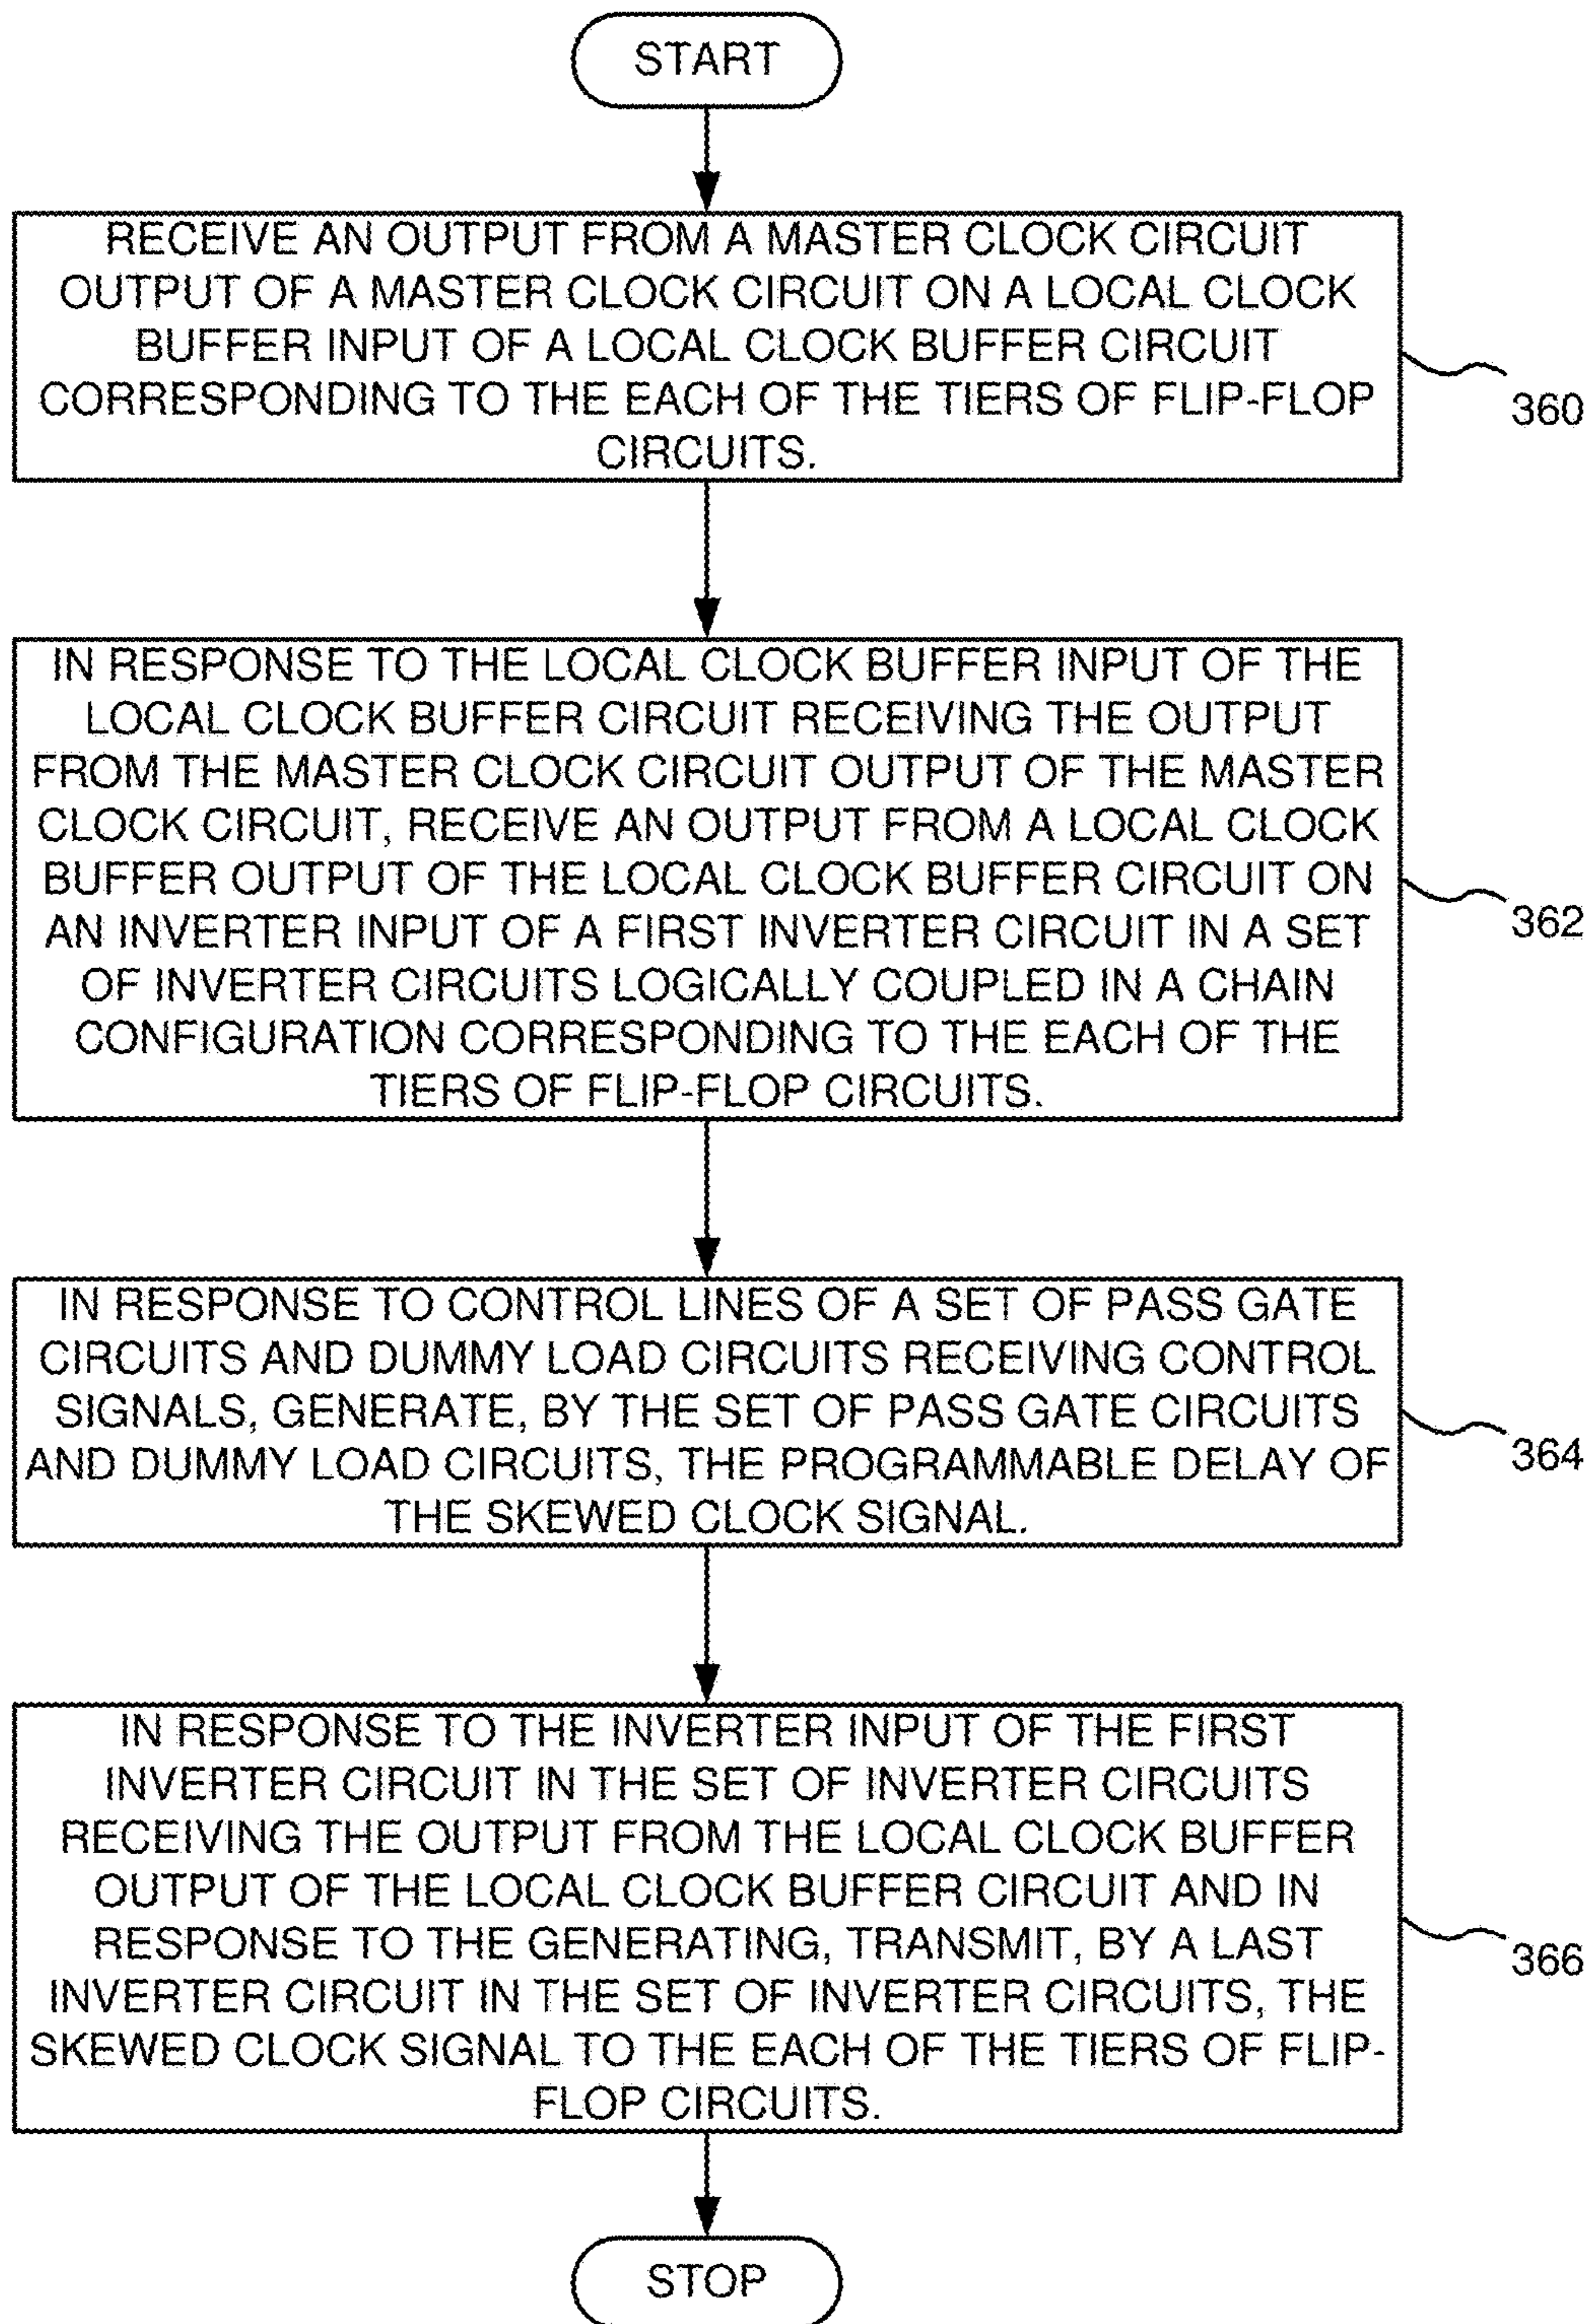 START
RECEIVE AN OUTPUT FROM A MASTER CLOCK CIRCUIT
OUTPUT OF A MASTER CLOCK CIRCUIT ON A LOCAL CLOCK
BUFFER INPUT OF A LOCAL CLOCK BUFFER CIRCUIT
CORRESPONDING TO THE EACH OF THE TIERS OF FLIP-FLOP
CIRCUITS.
360
IN RESPONSE TO THE LOCAL CLOCK BUFFER INPUT OF THE
LOCAL CLOCK BUFFER CIRCUIT RECEIVING THE OUTPUT
FROM THE MASTER CLOCK CIRCUIT OUTPUT OF THE MASTER
CLOCK CIRCUIT, RECEIVE AN OUTPUT FROM A LOCAL CLOCK
BUFFER OUTPUT OF THE LOCAL CLOCK BUFFER CIRCUIT ON
AN INVERTER INPUT OF A FIRST INVERTER CIRCUIT IN A SET
OF INVERTER CIRCUITS LOGICALLY COUPLED IN A CHAIN
CONFIGURATION CORRESPONDING TO THE EACH OF THE
TIERS OF FLIP-FLOP CIRCUITS.
362
IN RESPONSE TO CONTROL LINES OF A SET OF PASS GATE
CIRCUITS AND DUMMY LOAD CIRCUITS RECEIVING CONTROL
SIGNALS, GENERATE, BY THE SET OF PASS GATE CIRCUITS
AND DUMMY LOAD CIRCUITS, THE PROGRAMMABLE DELAY OF
THE SKEWED CLOCK SIGNAL.
364
IN RESPONSE TO THE INVERTER INPUT OF THE FIRST
INVERTER CIRCUIT IN THE SET OF INVERTER CIRCUITS
RECEIVING THE OUTPUT FROM THE LOCAL CLOCK BUFFER
OUTPUT OF THE LOCAL CLOCK BUFFER CIRCUIT AND IN
RESPONSE TO THE GENERATING, TRANSMIT, BY A LAST
INVERTER CIRCUIT IN THE SET OF INVERTER CIRCUITS, THE
SKEWED CLOCK SIGNAL TO THE EACH OF THE TIERS OF FLIP-
FLOP CIRCUITS.
366
STOP